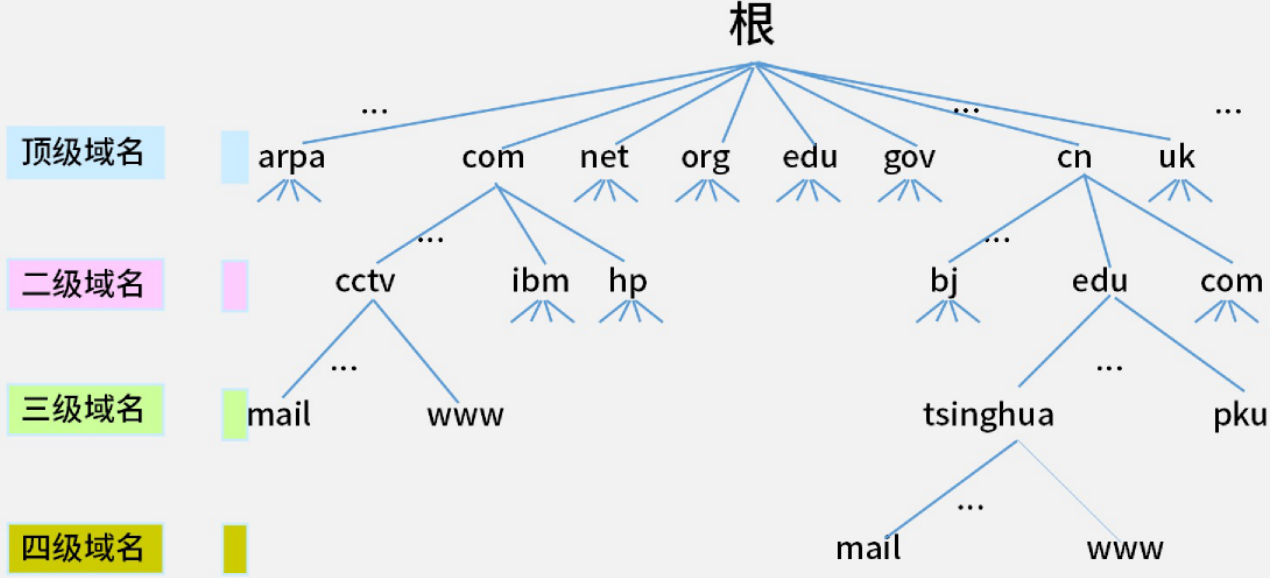 根
... ... ...
顶级域名 arpa com net org edu gov cn uk
... ...
二级域名 cctv ibm hp bj edu com
... ...
三级域名 mail www tsinghua pku
...
四级域名 mail www